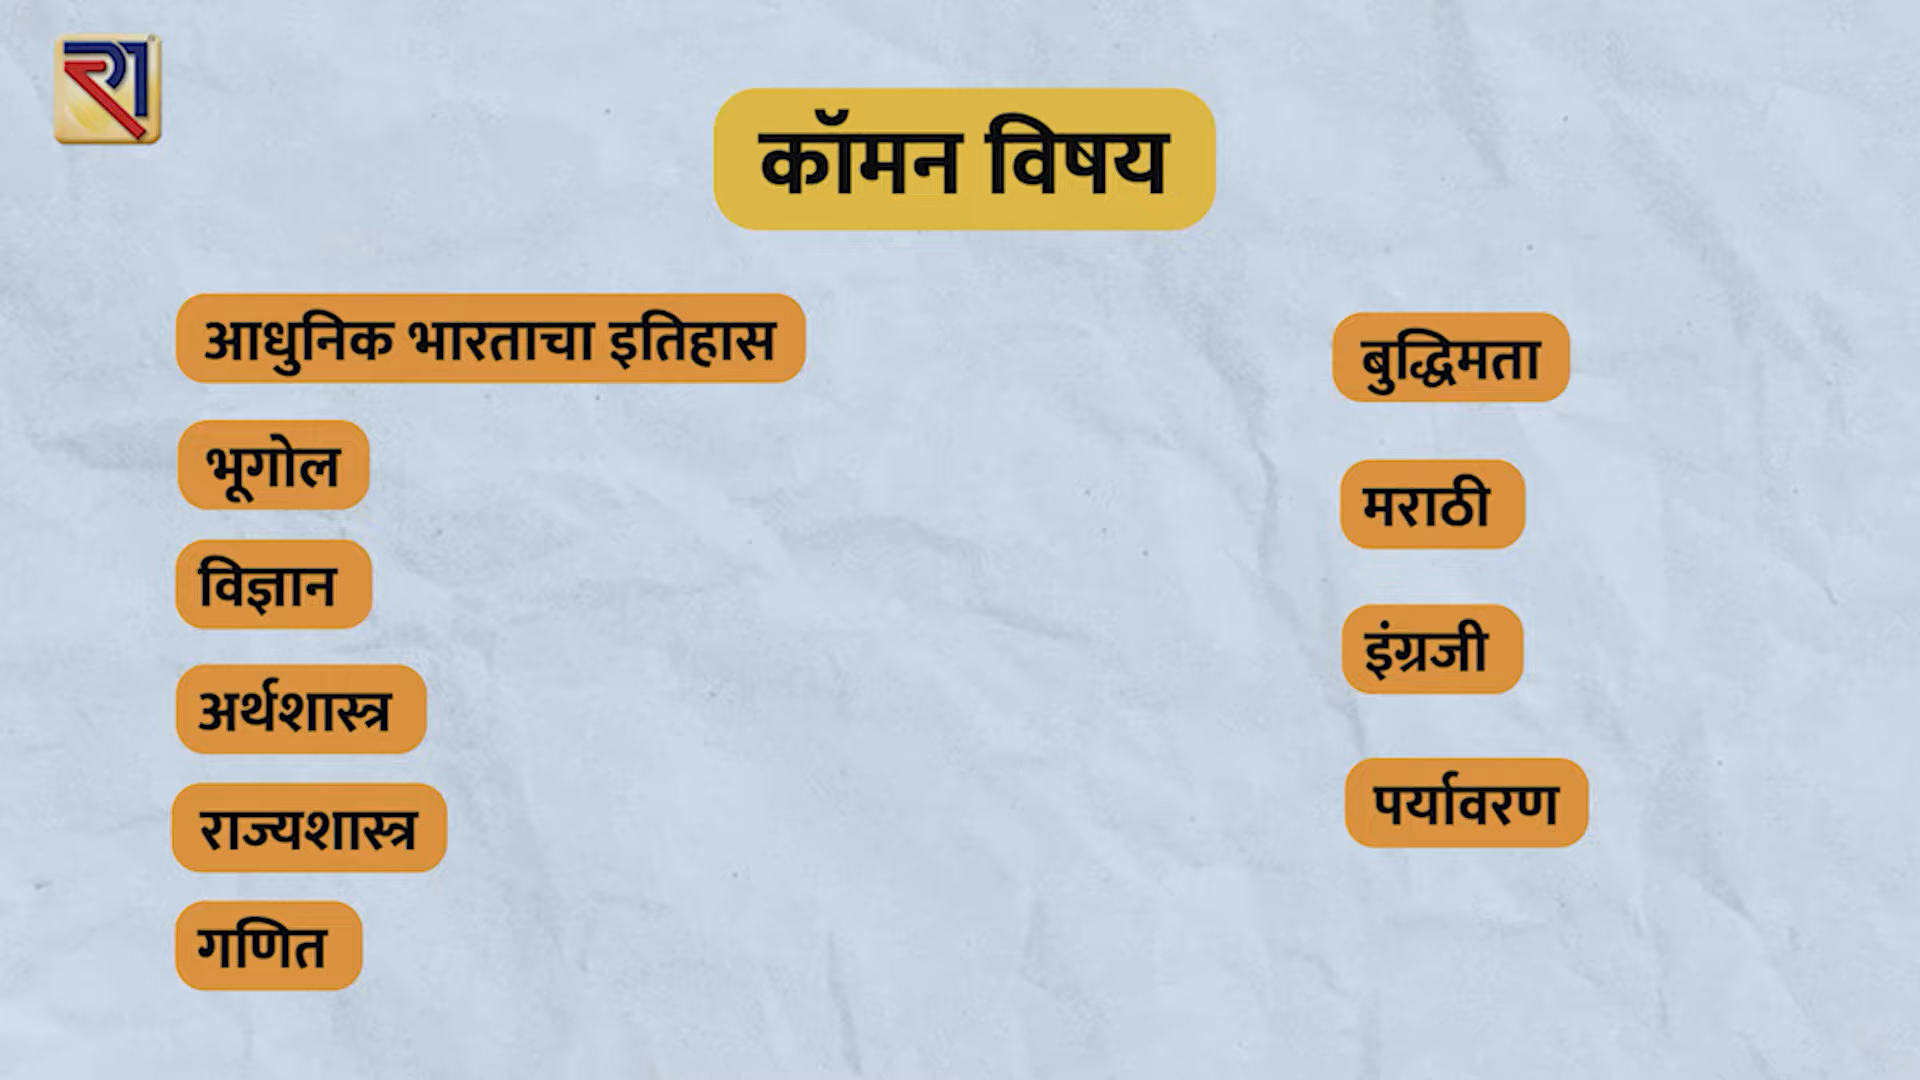 कॉमन विषय
आधुनिक भारताचा इतिहास
भूगोल
विज्ञान
अर्थशास्त्र
राज्यशास्त्र
गणित
बुद्धिमता
मराठी
इंग्रजी
पर्यावरण